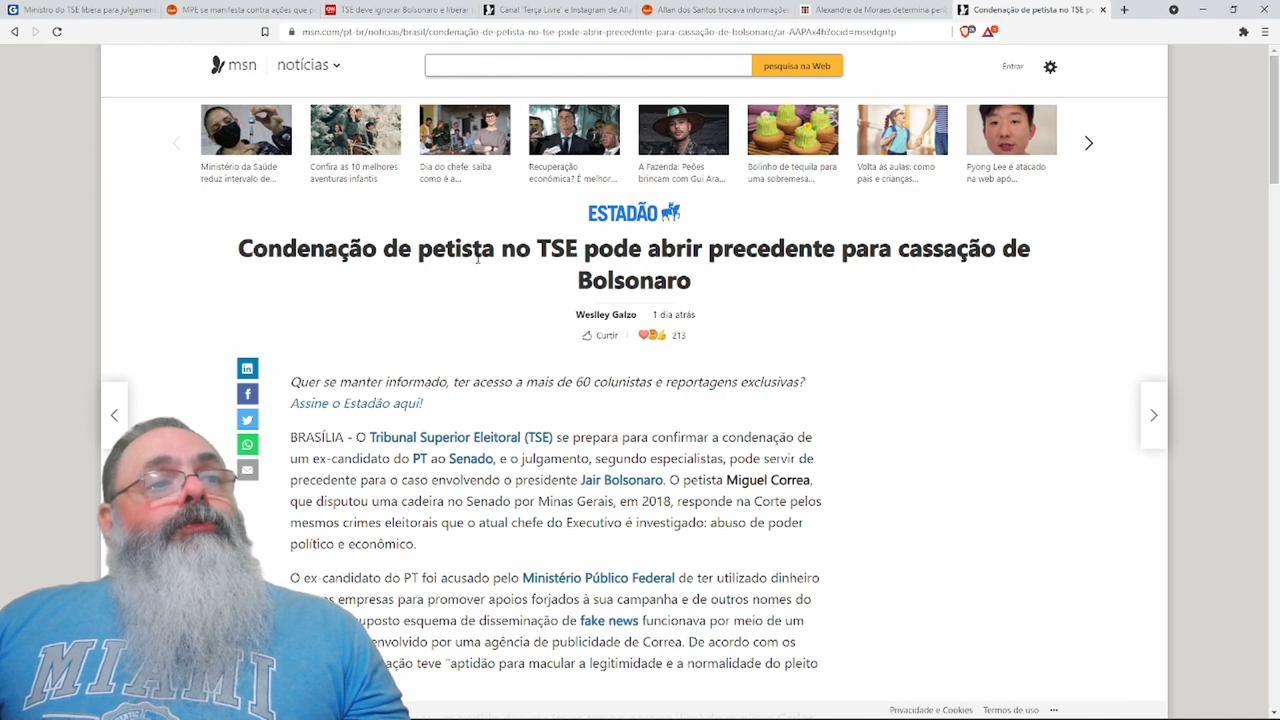 Ministro do TSE libera para julgament
MPE se manifesta contra ações que p
TSE deve ignorar Bolsonaro e liberar r
Canal 'Terça Livre' e Instagram de Alla
Allan dos Santos trocava informações
Alexandre de Moraes determina peni
Condenação de petista no TSE po
msn.com/pt-br/noticias/brasil/condenação-de-petista-no-tse-pode-abrir-precedente-para-cassação-de-bolsonaro/ar-AAPAx4h?ocid=msedgntp
msn notícias
pesquisa na Web
Entrar
Ministério da Saúde
reduz intervalo de...
Confira as 10 melhores
aventuras infantis
Dia do chefe: saiba
como é a...
Recuperação
econômica? É melhor...
A Fazenda: Peões
brincam com Gui Ara...
Bolinho de tequila para
uma sobremesa...
Volta às aulas: como
pais e crianças...
Pyong Lee é atacado
na web após...
ESTADÃO
Condenação de petista no TSE pode abrir precedente para cassação de
Bolsonaro
Weslley Galzo 1 dia atrás
Curtir 213
Quer se manter informado, ter acesso a mais de 60 colunistas e reportagens exclusivas?
Assine o Estadão aqui!
BRASÍLIA - O Tribunal Superior Eleitoral (TSE) se prepara para confirmar a condenação de
um ex-candidato do PT ao Senado, e o julgamento, segundo especialistas, pode servir de
precedente para o caso envolvendo o presidente Jair Bolsonaro. O petista Miguel Correa,
que disputou uma cadeira no Senado por Minas Gerais, em 2018, responde na Corte pelos
mesmos crimes eleitorais que o atual chefe do Executivo é investigado: abuso de poder
político e econômico.
O ex-candidato do PT foi acusado pelo Ministério Público Federal de ter utilizado dinheiro
empresas para promover apoios forjados à sua campanha e de outros nomes do
uposto esquema de disseminação de fake news funcionava por meio de um
envolvido por uma agência de publicidade de Correa. De acordo com os
ação teve "aptidão para macular a legitimidade e a normalidade do pleito
MIAMI
Privacidade e Cookies Termos de uso